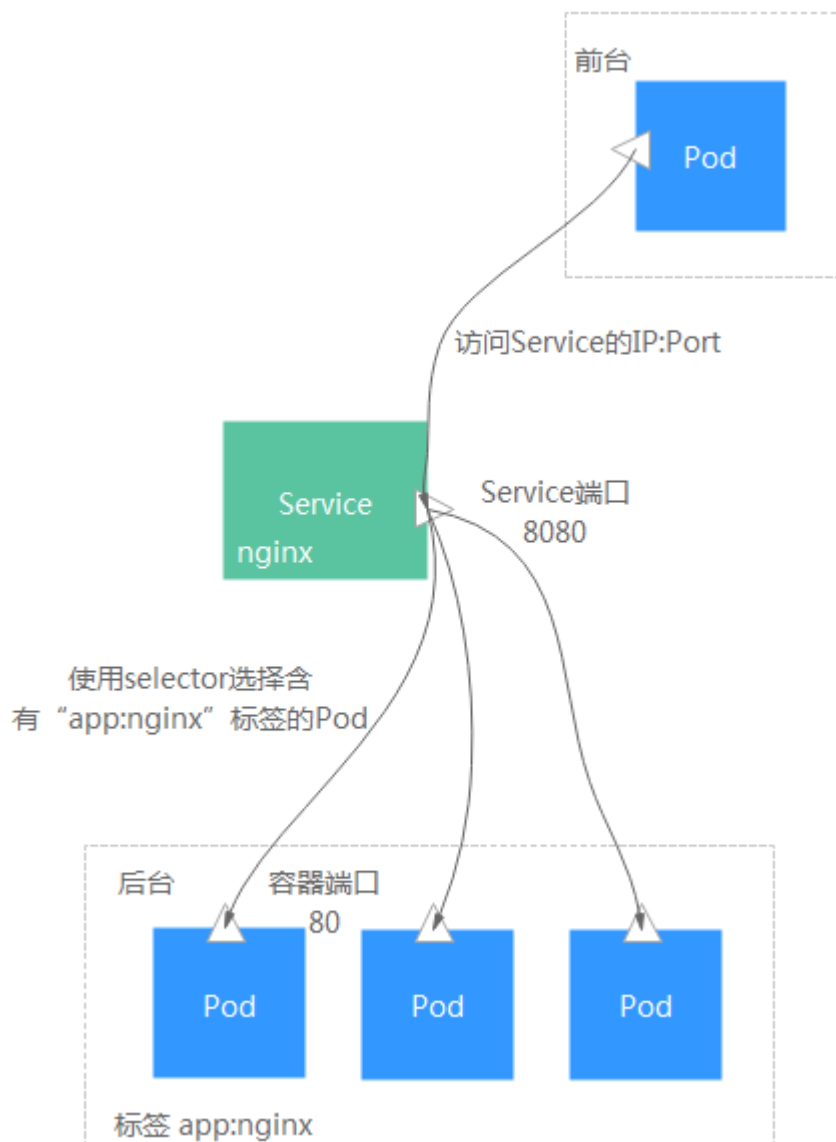 前台
Pod
访问Service的IP:Port
Service
nginx
Service端口
8080
使用selector选择含
有“app:nginx”标签的Pod
后台
容器端口
80
Pod
Pod
Pod
标签 app:nginx